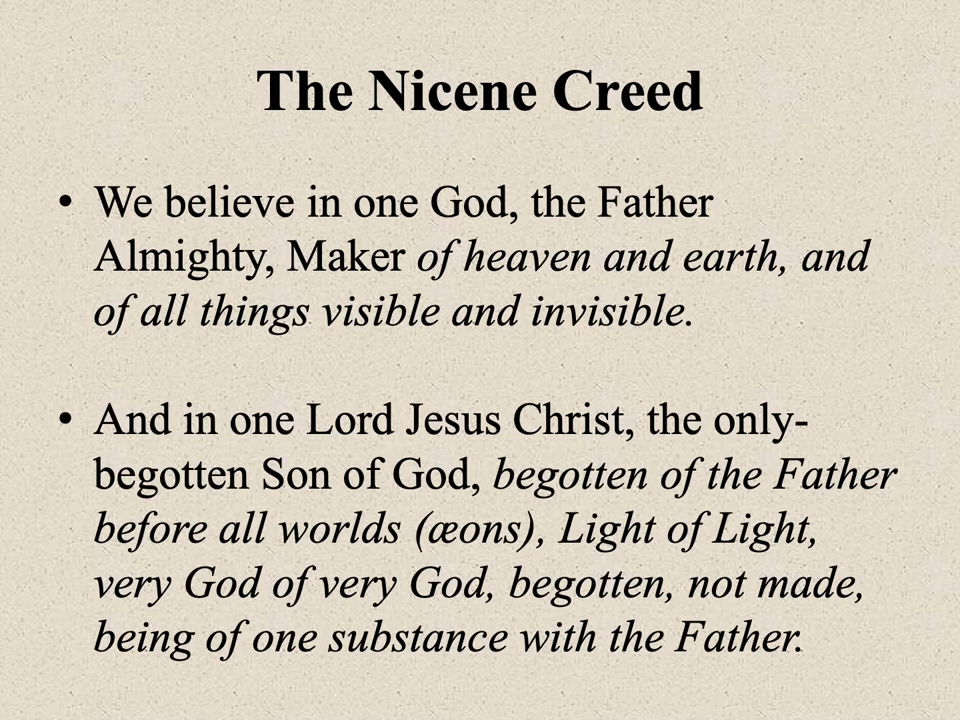 The Nicene Creed
• We believe in one God, the Father
Almighty, Maker of heaven and earth, and
of all things visible and invisible.
• And in one Lord Jesus Christ, the only-
begotten Son of God, begotten of the Father
before all worlds (æons), Light of Light,
very God of very God, begotten, not made,
being of one substance with the Father.